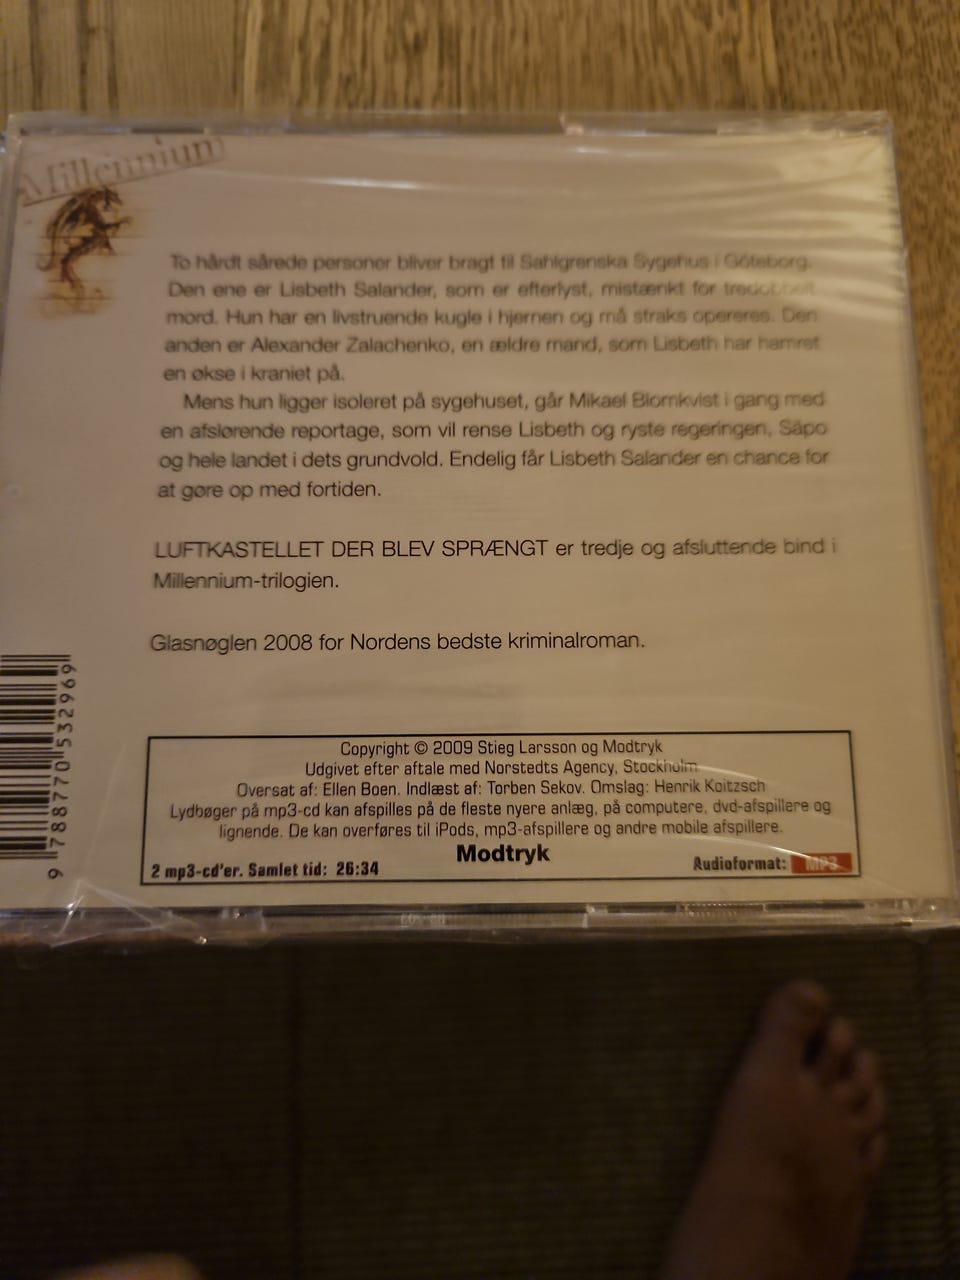 Millennium
To hårdt sårede personer bliver bragt til Sahlgrenska Sygehus i Göteborg.
Den ene er Lisbeth Salander, som er efterlyst, mistænkt for tredobbelt
mord. Hun har en livstruende kugle i hjernen og må straks opereres. Den
anden er Alexander Zalachenko, en ældre mand, som Lisbeth har hamret
en økse i kraniet på.
Mens hun ligger isoleret på sygehuset, går Mikael Blomkvist i gang med
en afslørende reportage, som vil rense Lisbeth og ryste regeringen, Säpo
og hele landet i dets grundvold. Endelig får Lisbeth Salander en chance for
at gøre op med fortiden.
LUFTKASTELLET DER BLEV SPRÆNGT er tredje og afsluttende bind i
Millennium-trilogien.
Glasnøglen 2008 for Nordens bedste kriminalroman.
9 788770 532969
Copyright © 2009 Stieg Larsson og Modtryk
Udgivet efter aftale med Norstedts Agency, Stockholm
Oversat af: Ellen Boen. Indlæst af: Torben Sekov. Omslag: Henrik Koitzsch
Lydbøger på mp3-cd kan afspilles på de fleste nyere anlæg, på computere, dvd-afspillere og
lignende. De kan overføres til iPods, mp3-afspillere og andre mobile afspillere.
Modtryk
2 mp3-cd'er. Samlet tid: 26:34
Audioformat: MP3